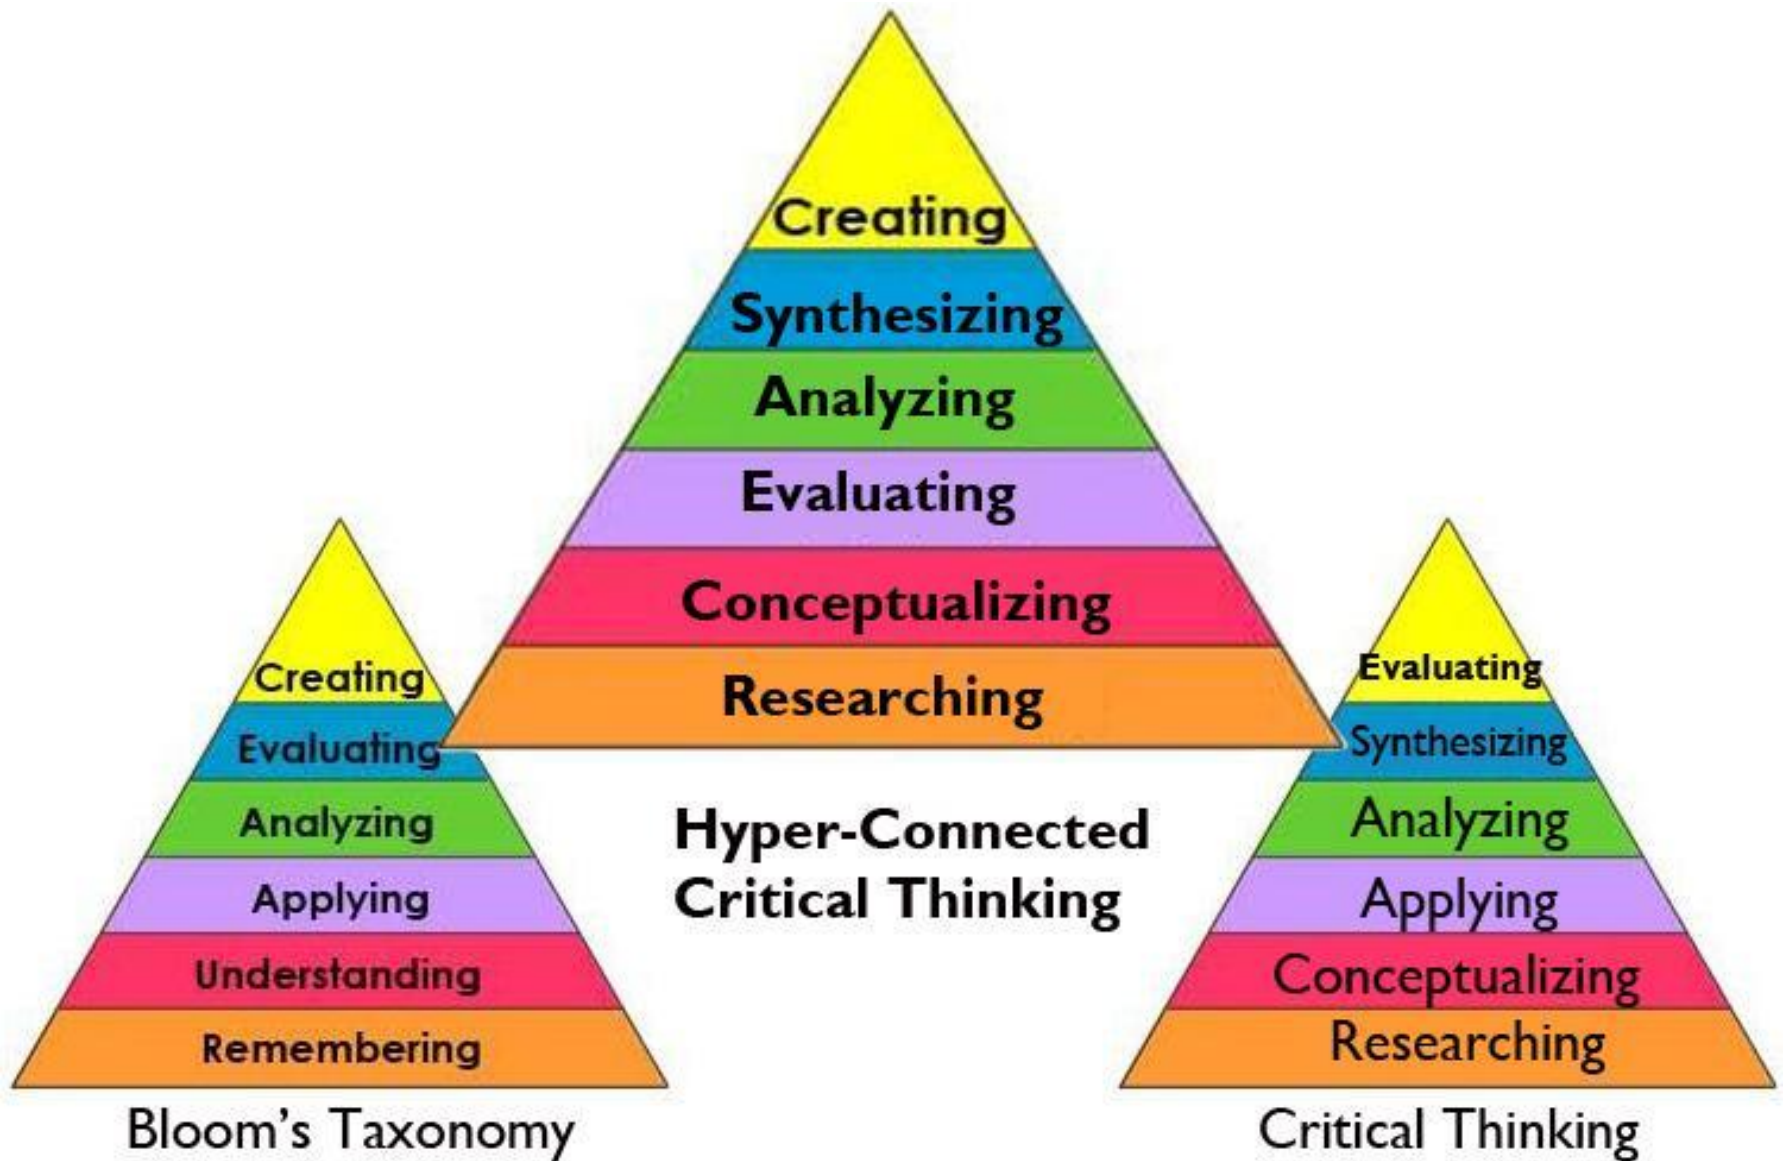 Creating
Synthesizing
Analyzing
Evaluating
Conceptualizing
Researching
Hyper-Connected
Critical Thinking
Creating
Evaluating
Analyzing
Applying
Understanding
Remembering
Bloom's Taxonomy
Evaluating
Synthesizing
Analyzing
Applying
Conceptualizing
Researching
Critical Thinking